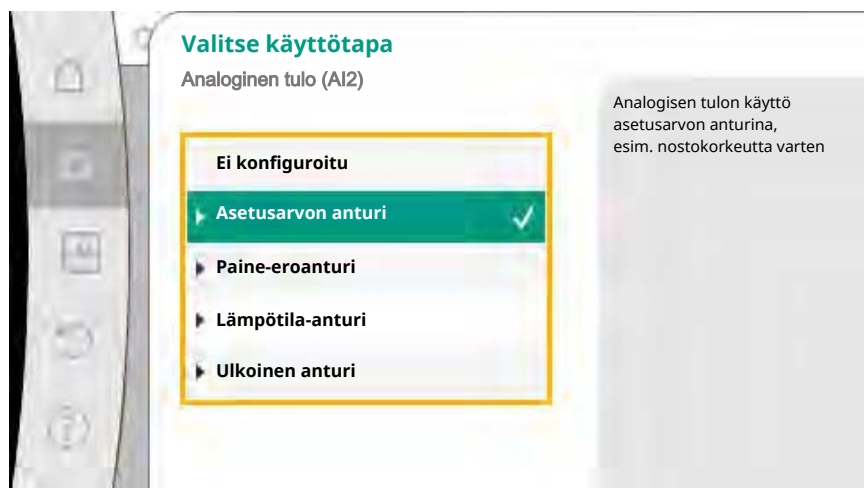 Valitse käyttötapa
Analoginen tulo (AI2)
Ei konfiguroitu
Asetusarvon anturi
Paine-eroanturi
Lämpötila-anturi
Ulkoinen anturi
Analogisen tulon käyttö
asetusarvon anturina,
esim. nostokorkeutta varten